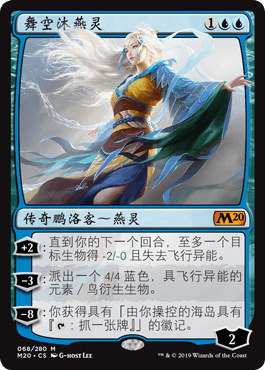 舞空沐燕灵 1
传奇鹏洛客～燕灵 M20
+2 : 直到你的下一个回合,至多一个目
标生物得 -2/-0 且失去飞行异能。
-3 : 派出一个 4/4 蓝色,具飞行异能的
元素/鸟衍生生物。
-8 : 你获得具有「由你操控的海岛具有
『 : 抓一张牌』」的徽记。
2
068/280 M
M20 • CS G-HOST LEE
™ & © 2019 Wizards of the Coast